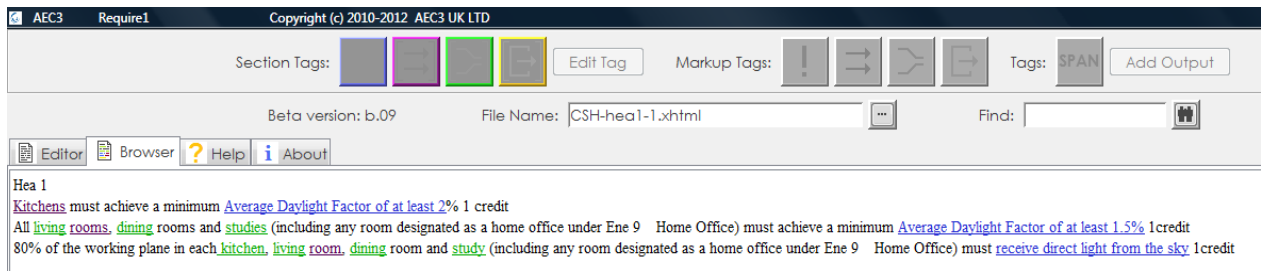 AEC3 Require1 Copyright (c) 2010-2012 AEC3 UK LTD
Section Tags: Edit Tag Markup Tags: ! Tags: SPAN Add Output
Beta version: b.09 File Name: CSH-hea1-1.xhtml ... Find:
Editor Browser ? Help i About
Hea 1
Kitchens must achieve a minimum Average Daylight Factor of at least 2% 1 credit
All living rooms, dining rooms and studies (including any room designated as a home office under Ene 9 Home Office) must achieve a minimum Average Daylight Factor of at least 1.5% 1credit
80% of the working plane in each kitchen, living room, dining room and study (including any room designated as a home office under Ene 9 Home Office) must receive direct light from the sky 1credit